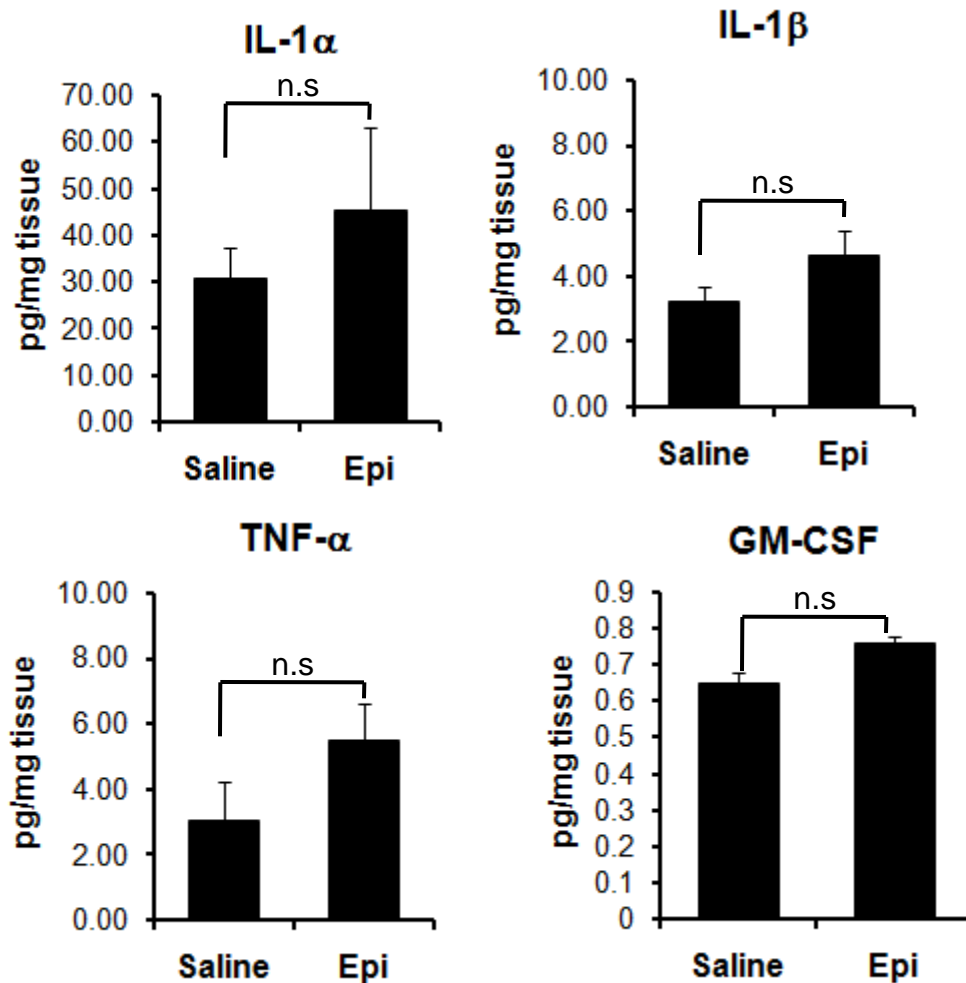 IL-1α
n.s
70.00
60.00
50.00
40.00
30.00
20.00
10.00
0.00
pg/mg tissue
Saline Epi
IL-1β
n.s
10.00
8.00
6.00
4.00
2.00
0.00
pg/mg tissue
Saline Epi
TNF-α
n.s
10.00
8.00
6.00
4.00
2.00
0.00
pg/mg tissue
Saline Epi
GM-CSF
n.s
0.9
0.8
0.7
0.6
0.5
0.4
0.3
0.2
0.1
0
pg/mg tissue
Saline Epi